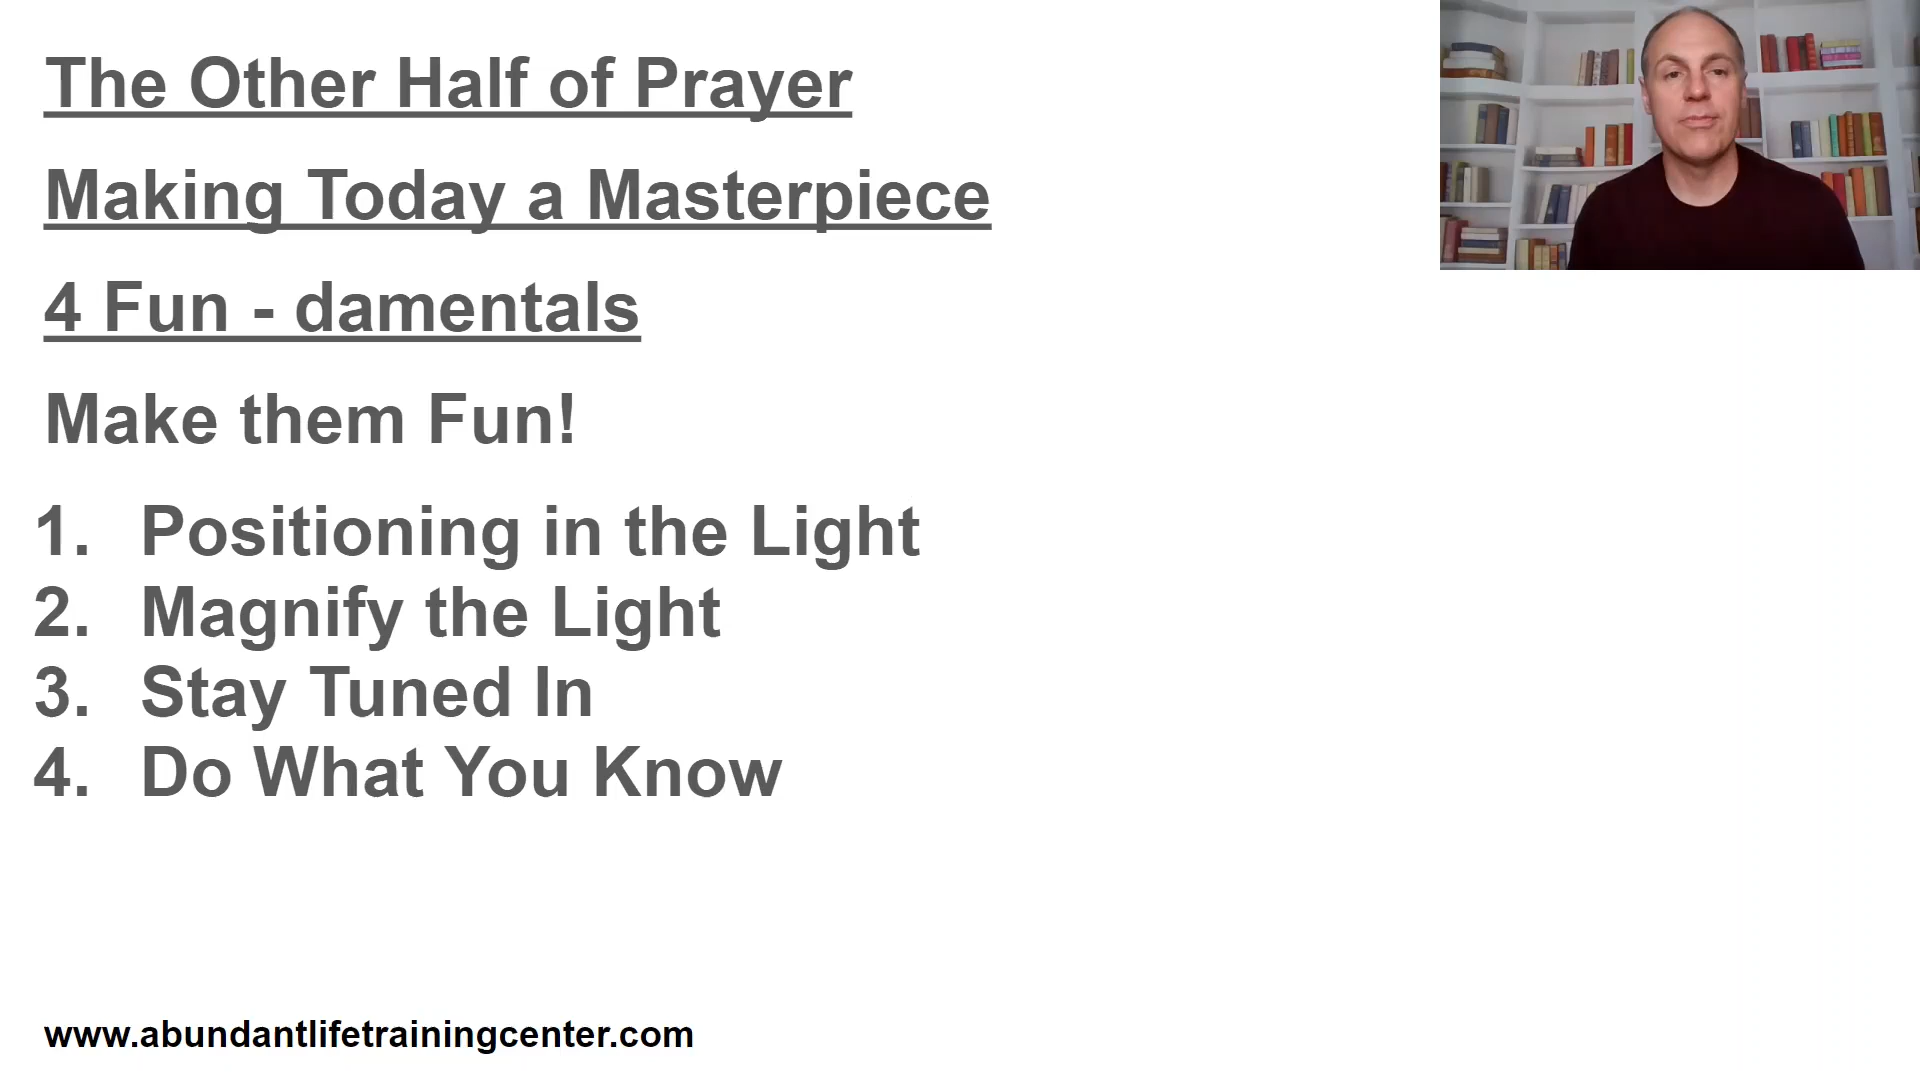 The Other Half of Prayer
Making Today a Masterpiece
4 Fun - damentals
Make them Fun!
1. Positioning in the Light
2. Magnify the Light
3. Stay Tuned In
4. Do What You Know
www.abundantlifetrainingcenter.com